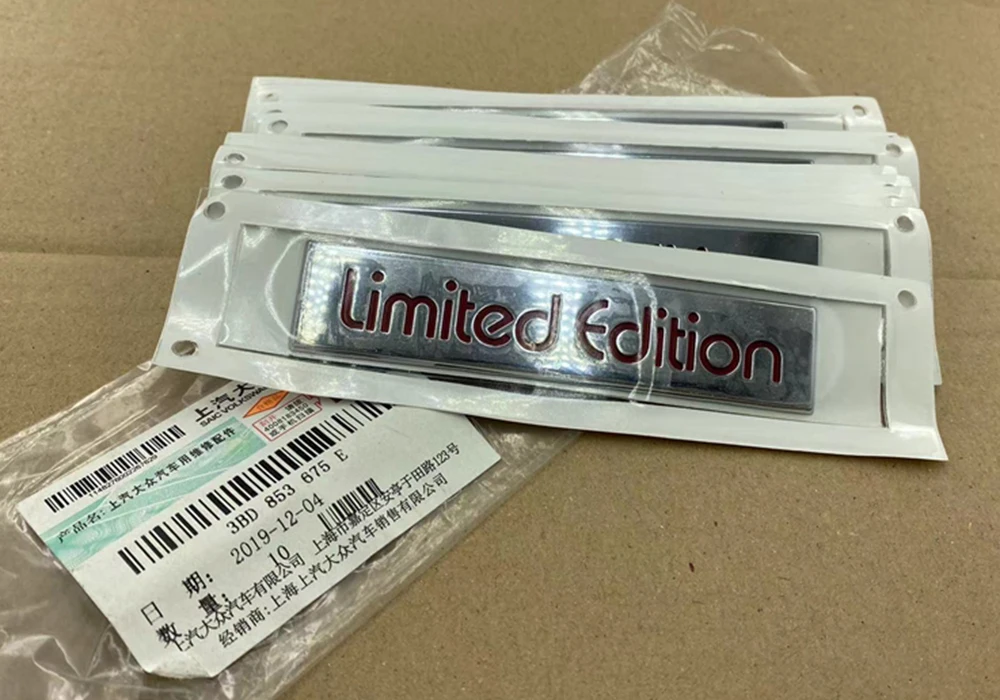 Limited Edition
上汽大
SAIC VOLKSWA
产品名: 上汽大众汽车用维修配件
3BD 853 675 E
日 期: 2019-12-04
数 量: 10
上汽大众汽车有限公司 上海市嘉定区安亭于田路123号
经销商: 上海上汽大众汽车销售有限公司